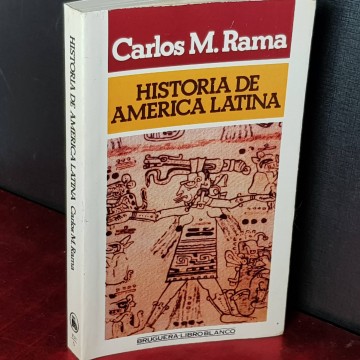 Carlos M. Rama
HISTORIA DE
AMERICA LATINA
BRUGUERA·LIBRO BLANCO
HISTORIA DE AMERICA LATINA Carlos M. Rama